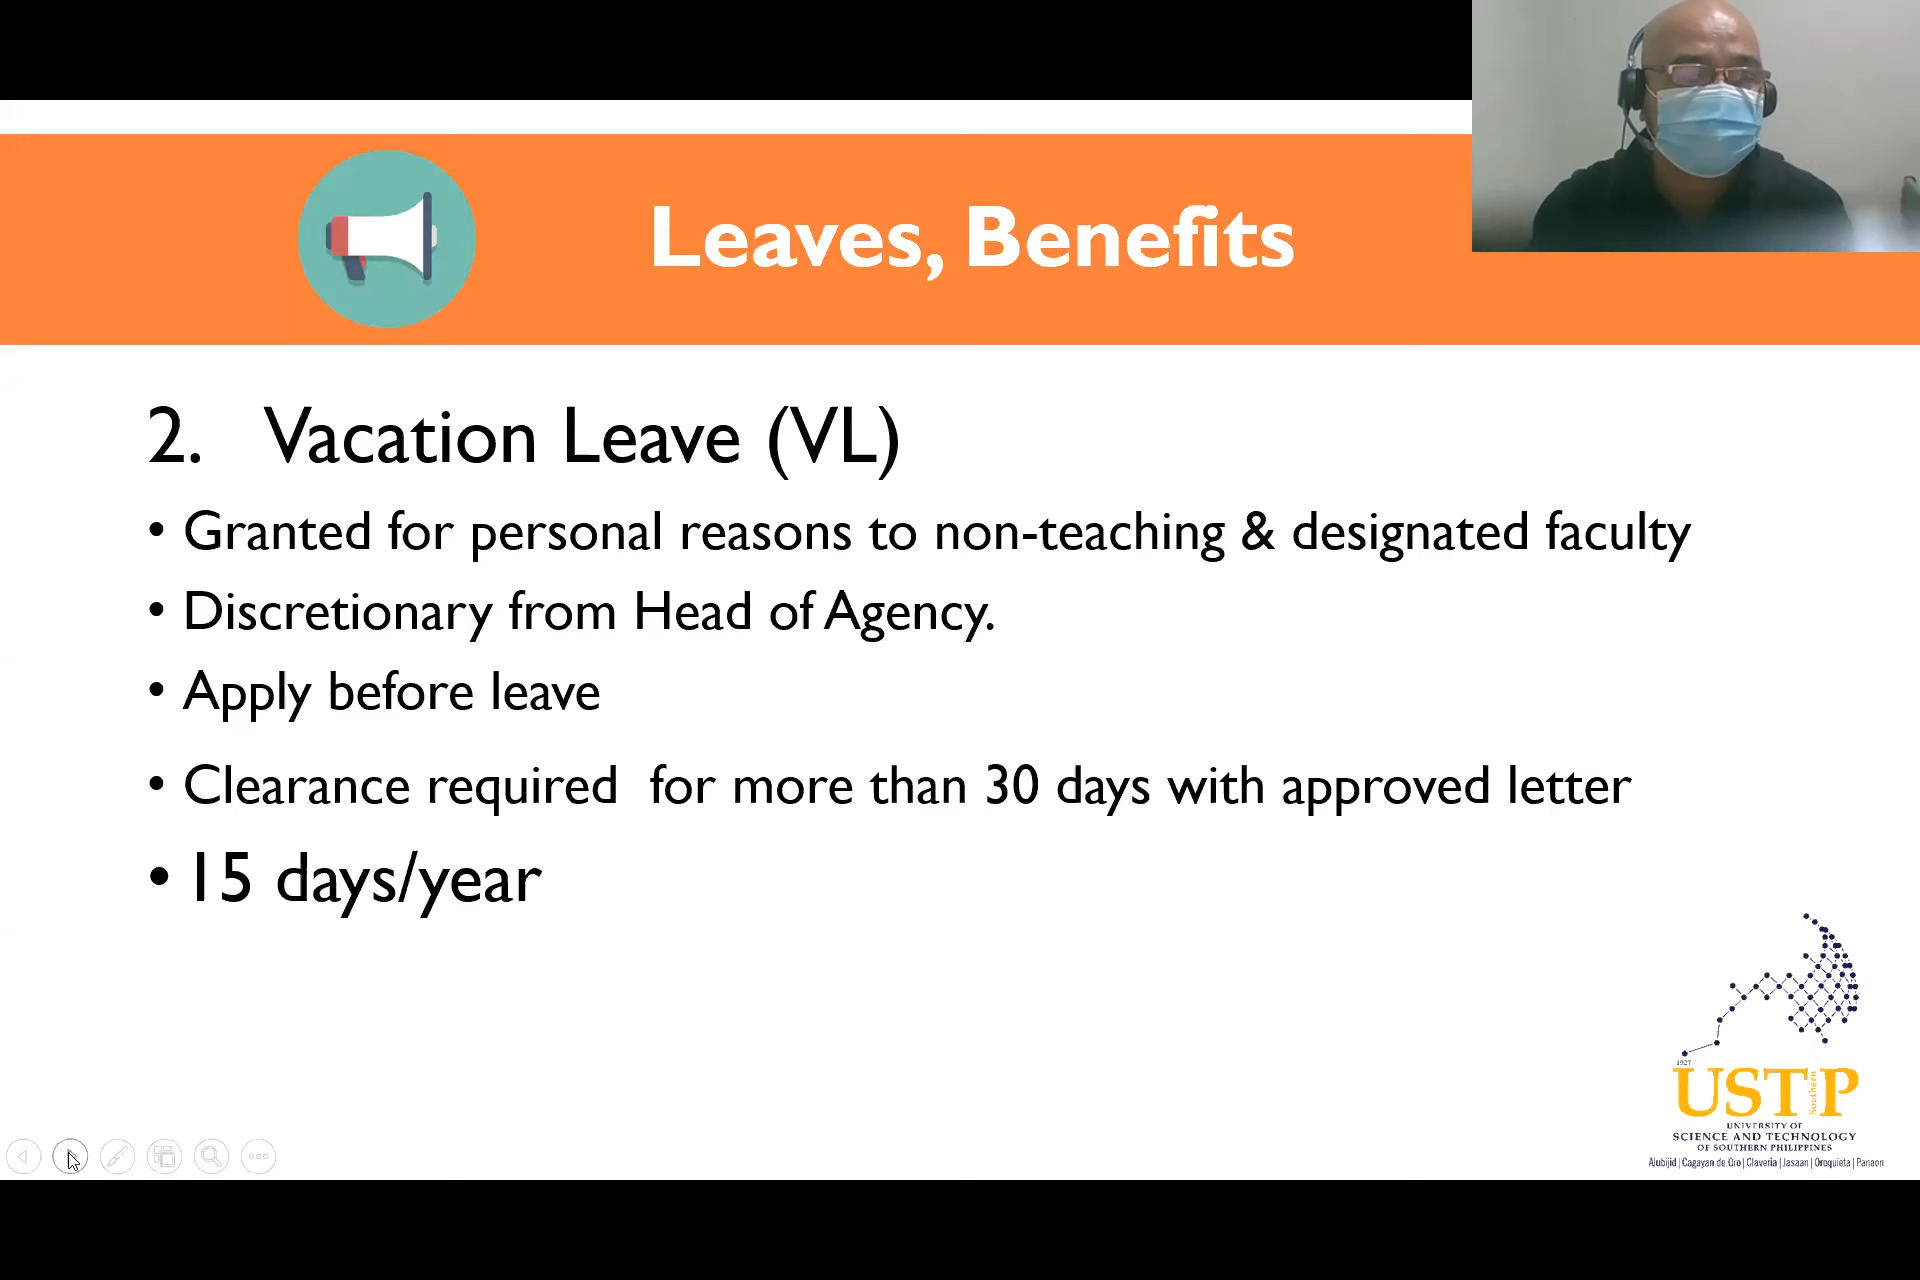 Leaves, Benefits
2. Vacation Leave (VL)
• Granted for personal reasons to non-teaching & designated faculty
• Discretionary from Head of Agency.
• Apply before leave
• Clearance required  for more than 30 days with approved letter
• 15 days/year
1927
USTP
Southern
UNIVERSITY OF
SCIENCE AND TECHNOLOGY
OF SOUTHERN PHILIPPINES
Alubijid | Cagayan de Oro | Claveria | Jasaan | Oroquieta | Panaon